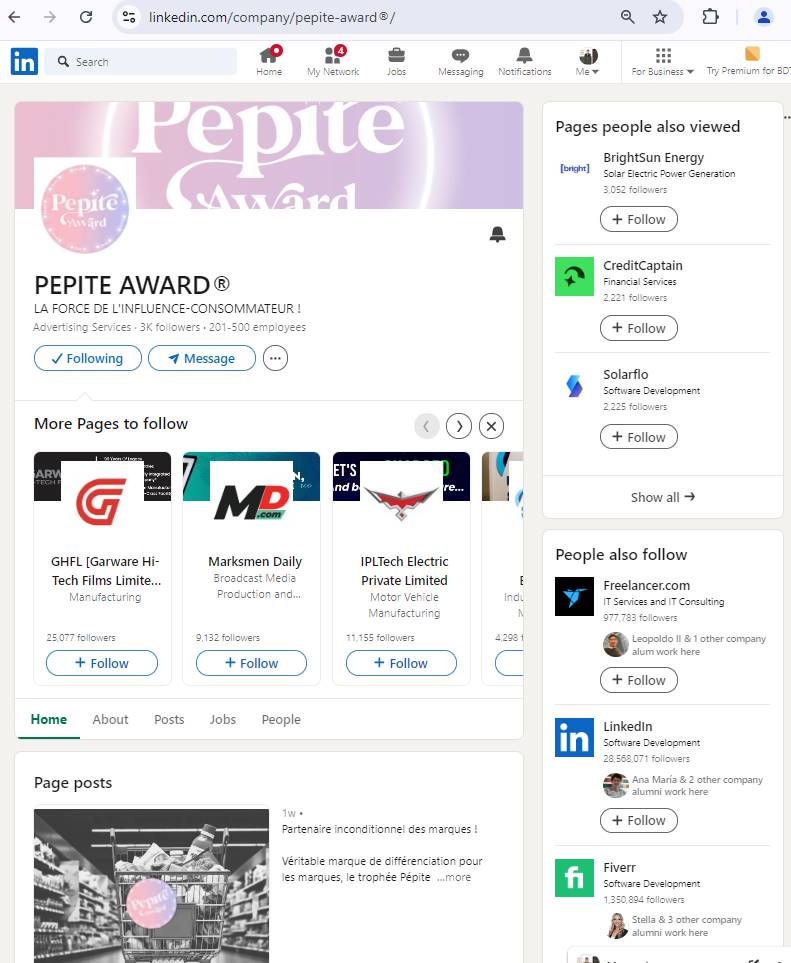 linkedin.com/company/pepite-award®/
in
Search
Home
4
My Network
Jobs
Messaging
Notifications
Me
For Business
Try Premium for BDT
Pepite
Award
Pepite
Award
PEPITE AWARD®
LA FORCE DE L'INFLUENCE-CONSOMMATEUR !
Advertising Services · 3K followers · 201-500 employees
Following
Message
More Pages to follow
GHFL [Garware Hi-
Tech Films Limite...
Manufacturing
25,077 followers
+ Follow
MD
.com
Marksmen Daily
Broadcast Media
Production and...
9,132 followers
+ Follow
IPLTech Electric
Private Limited
Motor Vehicle
Manufacturing
11,155 followers
+ Follow
4,298
Home
About
Posts
Jobs
People
Page posts
1w •
Partenaire inconditionnel des marques !
Véritable marque de différenciation pour
les marques, le trophée Pépite ...more
Pepite
Award
Pages people also viewed
[bright]
BrightSun Energy
Solar Electric Power Generation
3,052 followers
+ Follow
CreditCaptain
Financial Services
2,221 followers
+ Follow
Solarflo
Software Development
2,225 followers
+ Follow
Show all →
People also follow
Freelancer.com
IT Services and IT Consulting
977,783 followers
Leopoldo II & 1 other company
alum work here
+ Follow
in
LinkedIn
Software Development
28,568,071 followers
Ana María & 2 other company
alumni work here
+ Follow
fi
Fiverr
Software Development
1,350,894 followers
Stella & 3 other company
alumni work here